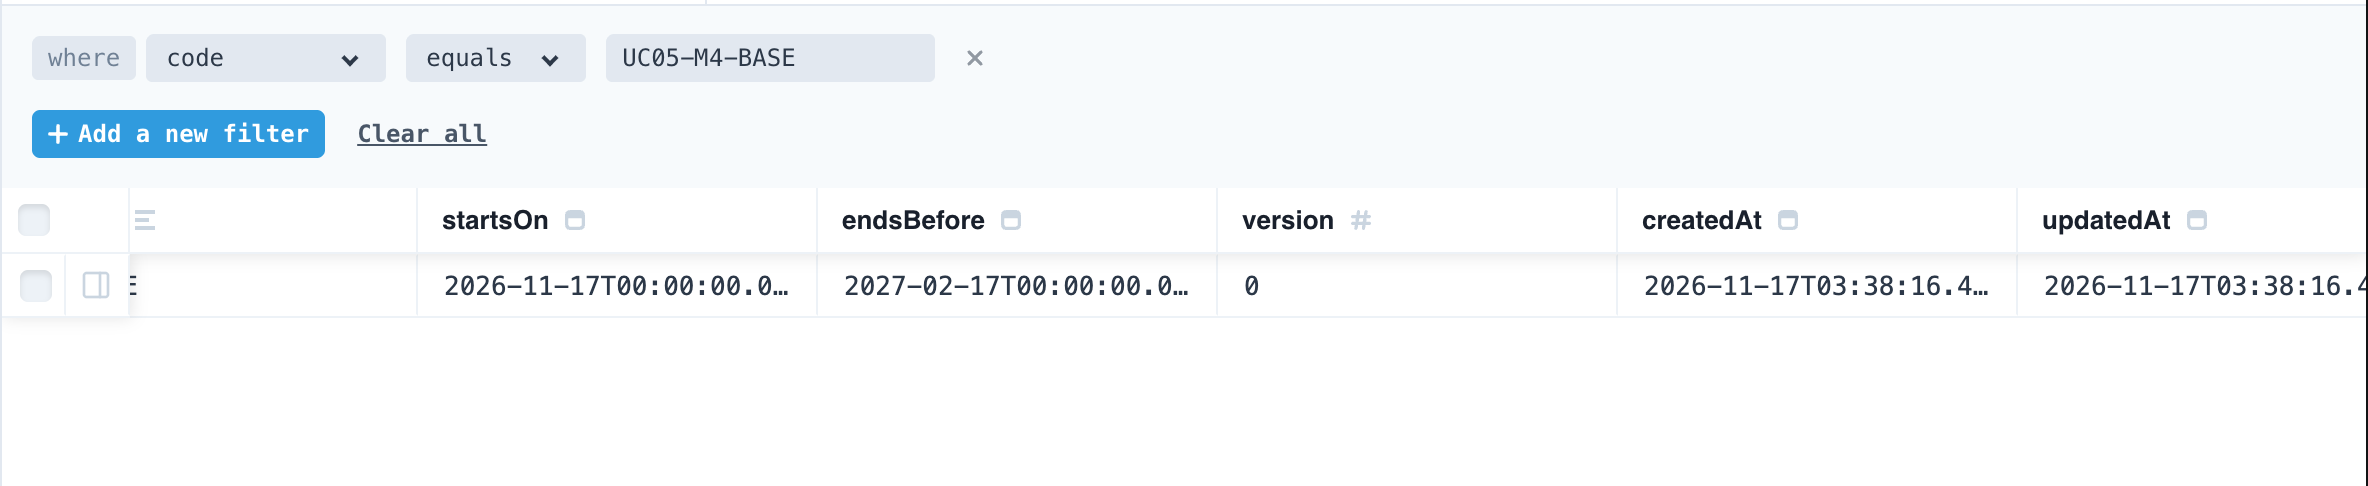 where code equals UC05-M4-BASE
Add a new filter Clear all
startsOn endsBefore version createdAt updatedAt
E 2026-11-17T00:00:00.0… 2027-02-17T00:00:00.0… 0 2026-11-17T03:38:16.4… 2026-11-17T03:38:16.4